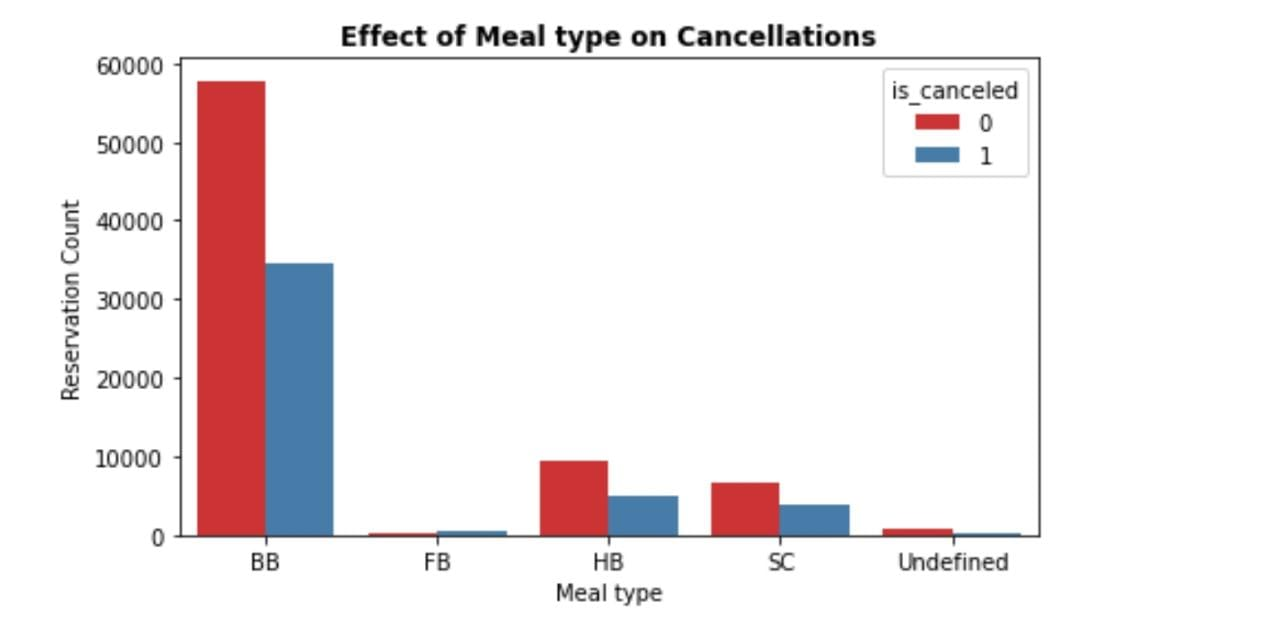 Effect of Meal type on Cancellations
60000
50000
40000
30000
20000
10000
0
Reservation Count
is_canceled
0
1
BB FB HB SC Undefined
Meal type